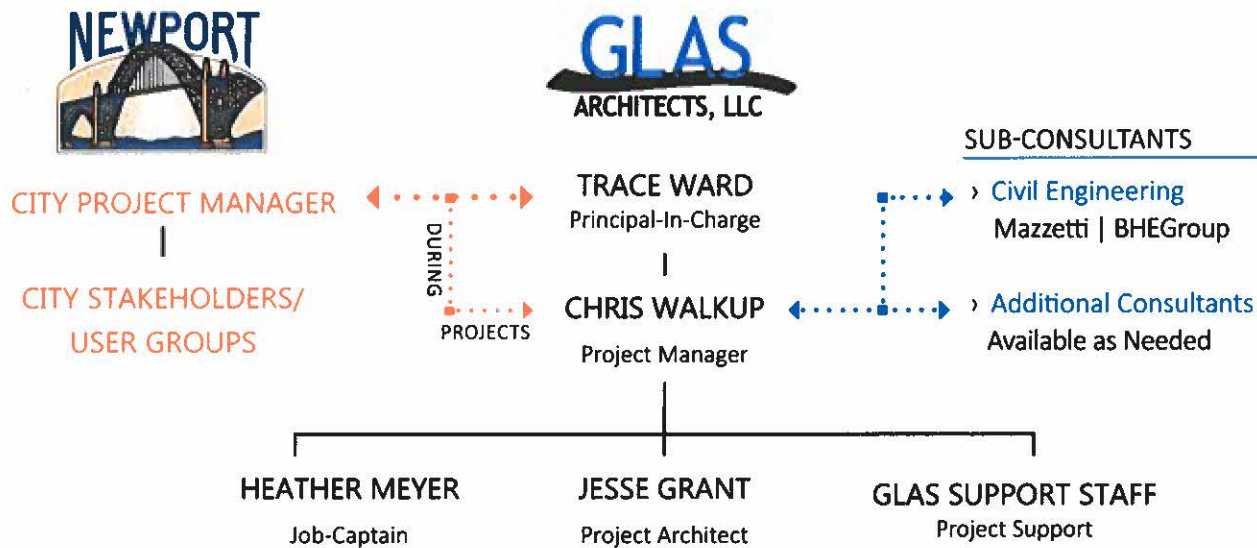 NEWPORT
GLAS
ARCHITECTS, LLC
SUB-CONSULTANTS
CITY PROJECT MANAGER
TRACE WARD
Principal-In-Charge
› Civil Engineering
Mazzetti | BHEGroup
DURING
CITY STAKEHOLDERS/
USER GROUPS
PROJECTS
CHRIS WALKUP
Project Manager
› Additional Consultants
Available as Needed
HEATHER MEYER
Job-Captain
JESSE GRANT
Project Architect
GLAS SUPPORT STAFF
Project Support